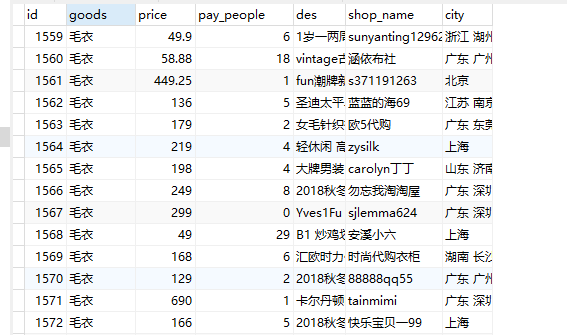 id goods price pay_people des shop_name city
1559 毛衣 49.9 6 1岁一两周 sunyanting12962 浙江 湖州
1560 毛衣 58.88 18 vintage古 涵依布社 广东 广州
1561 毛衣 449.25 1 fun潮牌新 s371191263 北京
1562 毛衣 136 5 圣迪太平 蓝蓝的海69 江苏 南京
1563 毛衣 179 2 女毛针织 欧5代购 广东 东莞
1564 毛衣 219 4 轻休闲 高 zysilk 上海
1565 毛衣 198 4 大牌男装 carolyn丁丁 山东 济南
1566 毛衣 249 8 2018秋冬 勿忘我淘淘屋 广东 深圳
1567 毛衣 299 0 Yves1Fu sjlemma624 广东 深圳
1568 毛衣 49 29 B1 炒鸡 安溪小六 上海
1569 毛衣 168 6 汇欧时力 时尚代购衣柜 湖南 长沙
1570 毛衣 129 2 2018秋冬 88888qq55 广东 广州
1571 毛衣 690 1 卡尔丹顿 tainmimi 广东 深圳
1572 毛衣 166 5 2018秋冬 快乐宝贝一99 上海